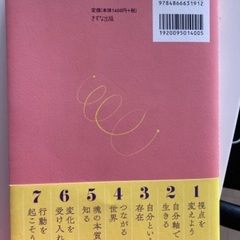 9784866631912
1920095014005
定価(本体1400円+税)
きずな出版
1
視点を
変えよう
2
自分軸で
生きる
3
自分という
存在
4
つながる
世界
5
魂の本質を
知る
6
変化を
受け入れ
7
行動を
起こそう